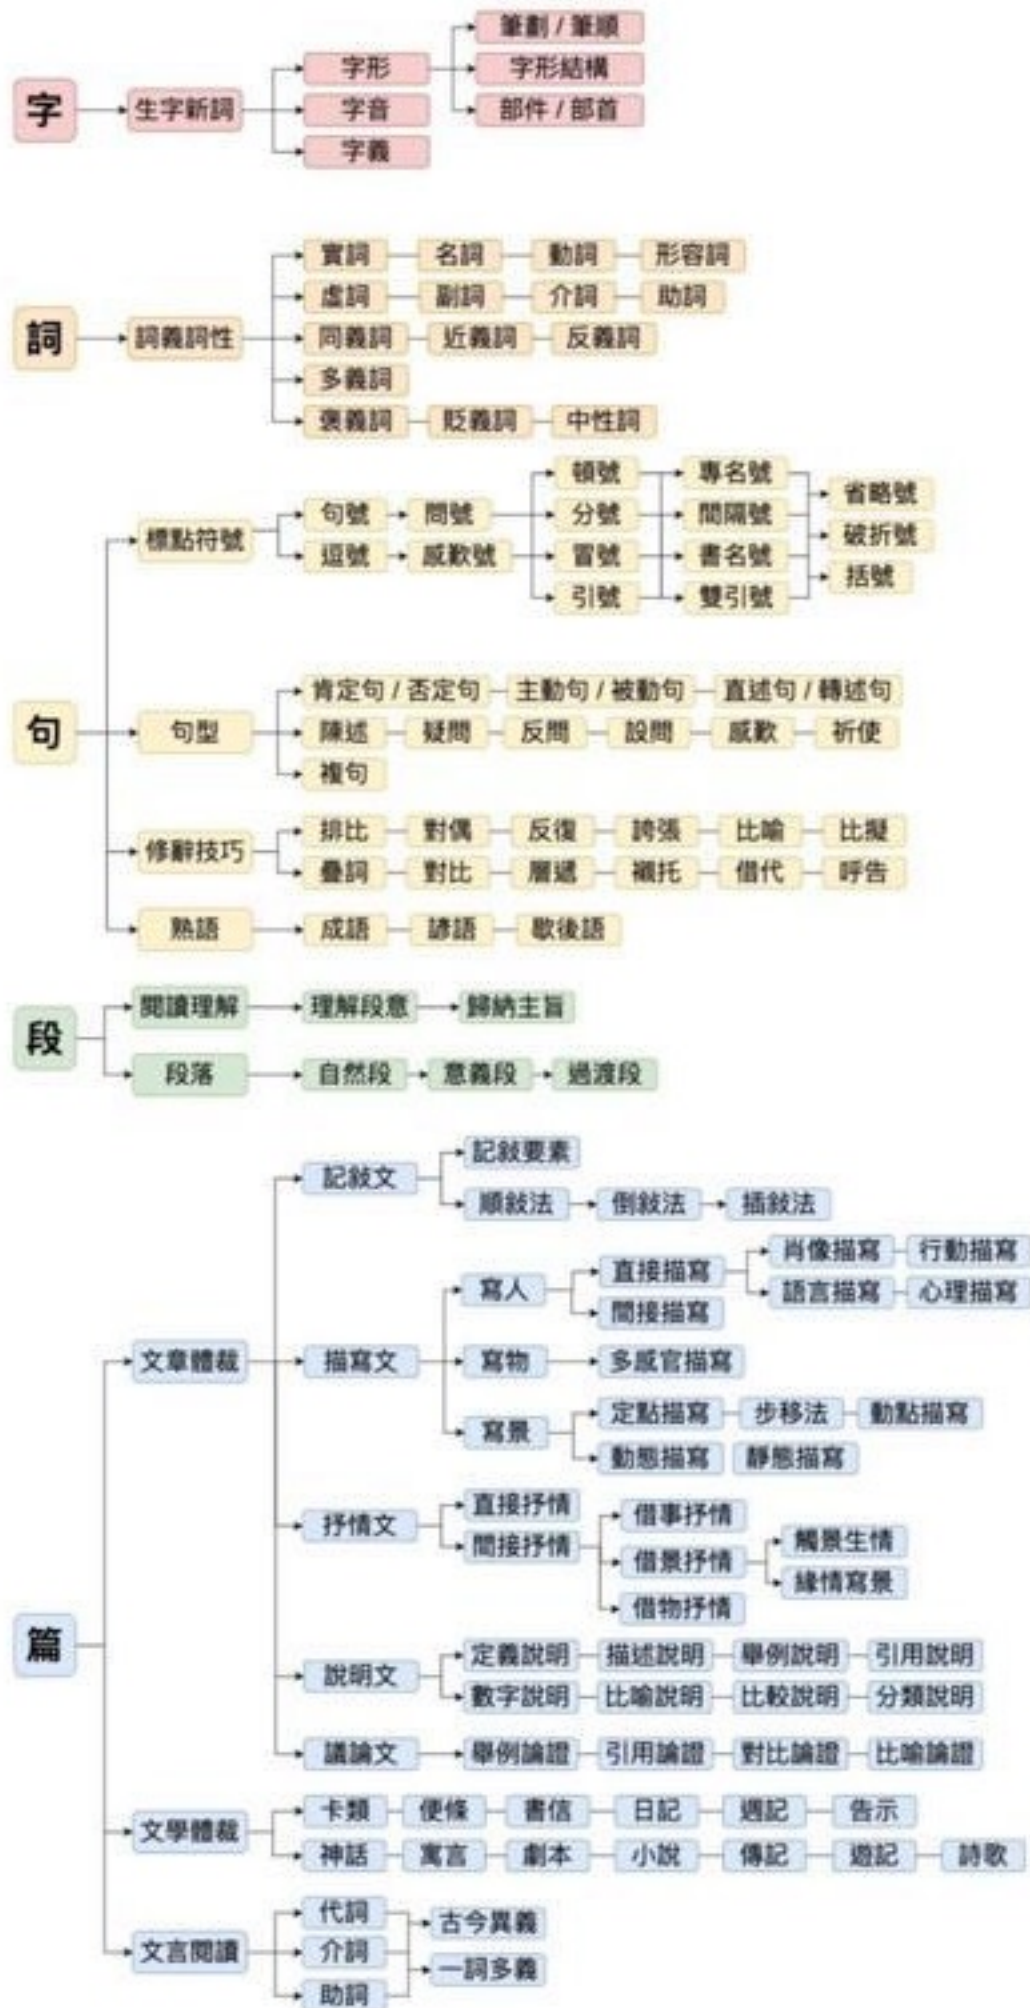 筆劃 / 筆順
字形 字形結構
字 生字新詞 字音 部件 / 部首
字義
實詞 名詞 動詞 形容詞
虛詞 副詞 介詞 助詞
詞 詞義詞性 同義詞 近義詞 反義詞
多義詞
褒義詞 貶義詞 中性詞
頓號 專名號 省略號
標點符號 句號 問號 分號 間隔號 破折號
逗號 感歎號 冒號 書名號 括號
引號 雙引號
肯定句 / 否定句 主動句 / 被動句 直述句 / 轉述句
句 句型 陳述 疑問 反問 設問 感歎 祈使
複句
修辭技巧 排比 對偶 反復 誇張 比喻 比擬
疊詞 對比 層遞 襯托 借代 呼告
熟語 成語 諺語 歇後語
閱讀理解 理解段意 歸納主旨
段
段落 自然段 意義段 過渡段
記敍要素
記敍文
順敍法 倒敍法 插敍法
肖像描寫 行動描寫
寫人 直接描寫
語言描寫 心理描寫
間接描寫
文章體裁 描寫文 寫物 多感官描寫
定點描寫 步移法 動點描寫
寫景
動態描寫 靜態描寫
直接抒情 借事抒情
抒情文 觸景生情
間接抒情 借景抒情
緣情寫景
借物抒情
篇
定義說明 描述說明 舉例說明 引用說明
說明文
數字說明 比喻說明 比較說明 分類說明
議論文 舉例論證 引用論證 對比論證 比喻論證
卡類 便條 書信 日記 週記 告示
文學體裁
神話 寓言 劇本 小說 傳記 遊記 詩歌
代詞 古今異義
文言閱讀 介詞
一詞多義
助詞